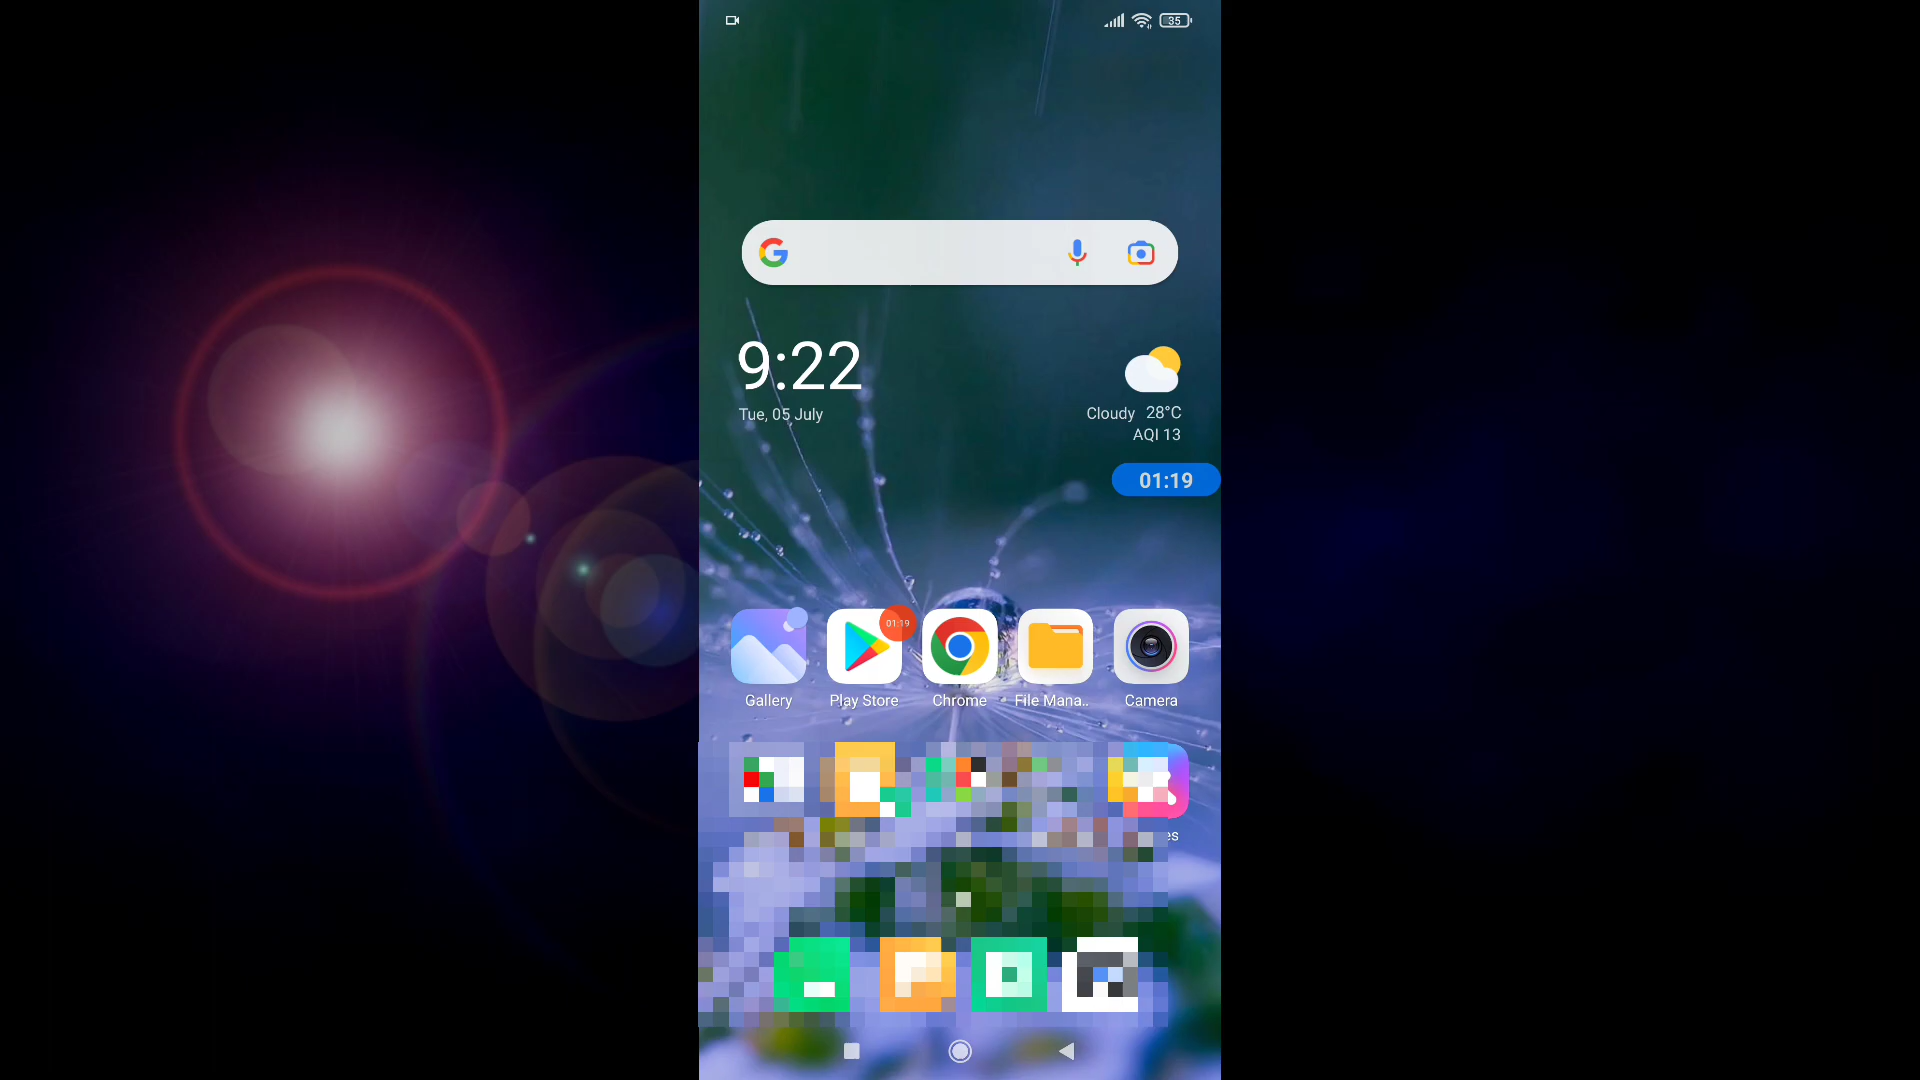 35
9:22
Tue, 05 July
Cloudy 28°C
AQI 13
01:19
01:19
Gallery
Play Store
Chrome
File Mana..
Camera